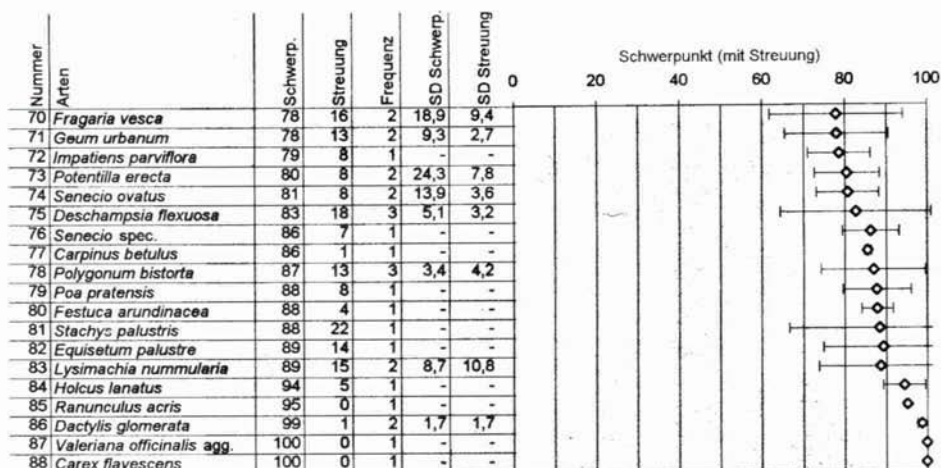 Nummer Arten Schwerp. Streuung Frequenz SD Schwerp. SD Streuung
Schwerpunkt (mit Streuung)
0 20 40 60 80 100
70 Fragaria vesca 78 16 2 18,9 9,4
71 Geum urbanum 78 13 2 9,3 2,7
72 Impatiens parviflora 79 8 1 - -
73 Potentilla erecta 80 8 2 24,3 7,8
74 Senecio ovatus 81 8 2 13,9 3,6
75 Deschampsia flexuosa 83 18 3 5,1 3,2
76 Senecio spec. 86 7 1 - -
77 Carpinus betulus 86 1 1 - -
78 Polygonum bistorta 87 13 3 3,4 4,2
79 Poa pratensis 88 8 1 - -
80 Festuca arundinacea 88 4 1 - -
81 Stachys palustris 88 22 1 - -
82 Equisetum palustre 89 14 1 - -
83 Lysimachia nummularia 89 15 2 8,7 10,8
84 Holcus lanatus 94 5 1 - -
85 Ranunculus acris 95 0 1 - -
86 Dactylis glomerata 99 1 2 1,7 1,7
87 Valeriana officinalis agg. 100 0 1 - -
88 Carex flavescens 100 0 1 - -